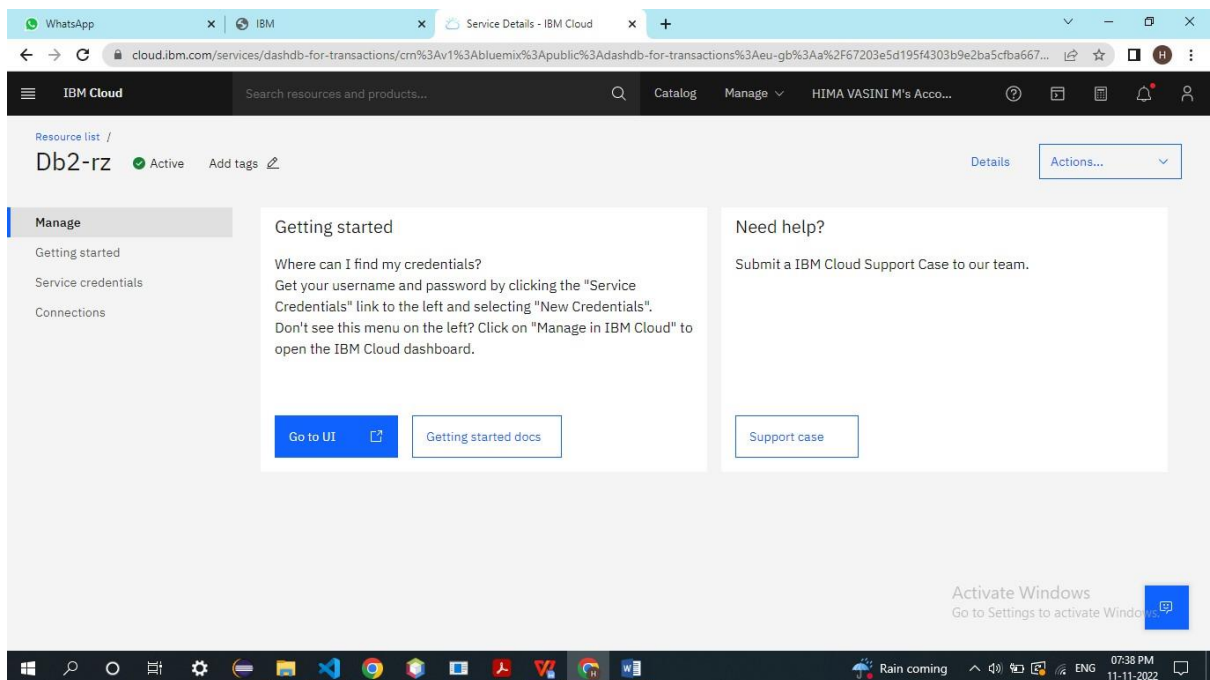 WhatsApp
IBM
Service Details - IBM Cloud
cloud.ibm.com/services/dashdb-for-transactions/crn%3Av1%3Abluemix%3Apublic%3Adashdb-for-transactions%3Aeu-gb%3Aa%2F67203e5d195f4303b9e2ba5cfba667...
H
IBM Cloud
Search resources and products...
Catalog
Manage
HIMA VASINI M's Acco...
Resource list /
Db2-rz
Active
Add tags
Details
Actions...
Manage
Getting started
Service credentials
Connections
Getting started
Where can I find my credentials?
Get your username and password by clicking the "Service
Credentials" link to the left and selecting "New Credentials".
Don't see this menu on the left? Click on "Manage in IBM Cloud" to
open the IBM Cloud dashboard.
Go to UI
Getting started docs
Need help?
Submit a IBM Cloud Support Case to our team.
Support case
Activate Windows
Go to Settings to activate Windows.
Rain coming
ENG
07:38 PM
11-11-2022